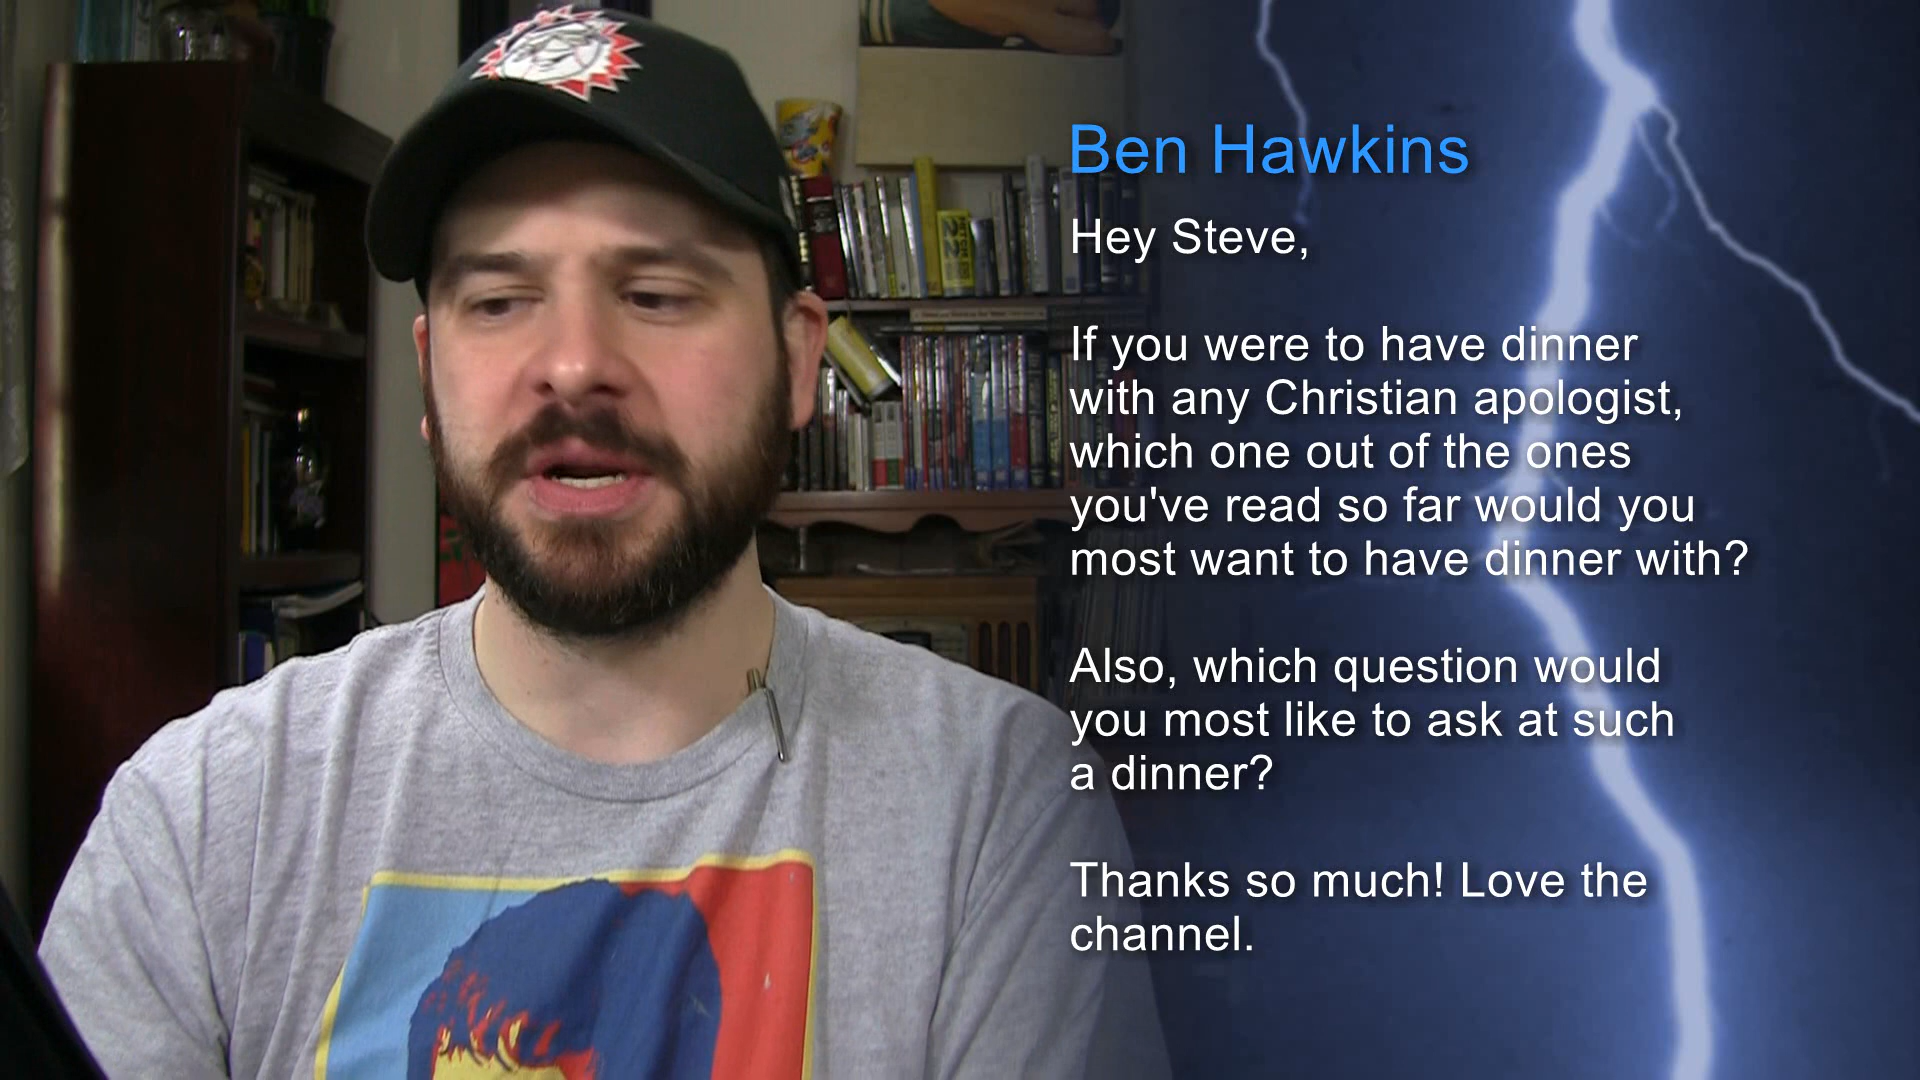 Ben Hawkins
Hey Steve,
If you were to have dinner
with any Christian apologist,
which one out of the ones
you've read so far would you
most want to have dinner with?
Also, which question would
you most like to ask at such
a dinner?
Thanks so much! Love the
channel.